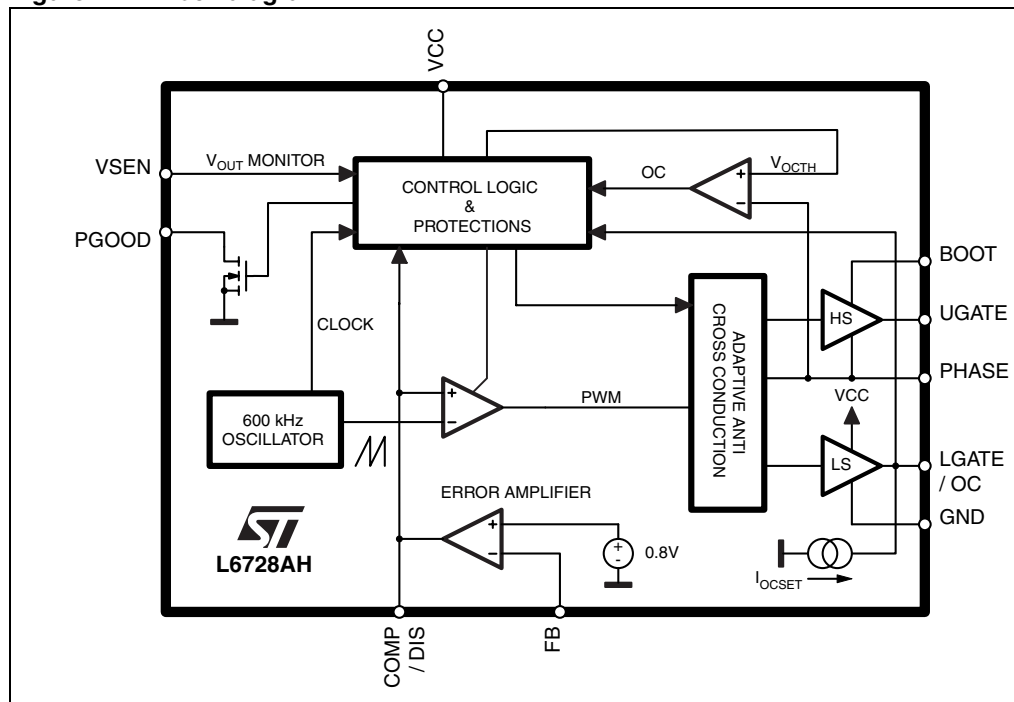 VCC
VSEN
VOUT MONITOR
CONTROL LOGIC
&
PROTECTIONS
OC
VOCTH
PGOOD
BOOT
CLOCK
HS
UGATE
ADAPTIVE ANTI
CROSS CONDUCTION
PHASE
VCC
PWM
600 kHz
OSCILLATOR
LS
LGATE
/ OC
ERROR AMPLIFIER
GND
0.8V
ST
L6728AH
IOCSET
COMP
/ DIS
FB